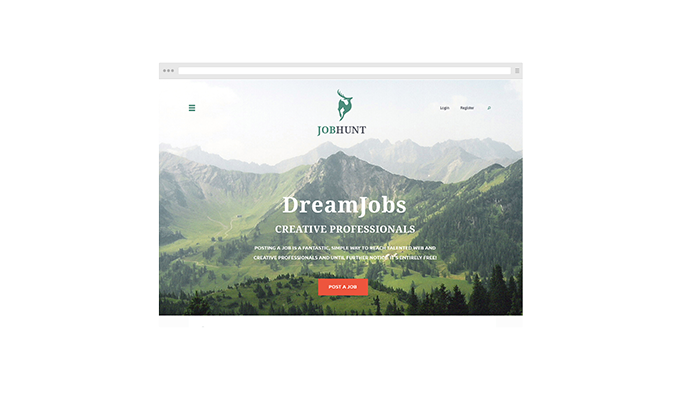 Login Register
JOBHUNT
DreamJobs
CREATIVE PROFESSIONALS
POSTING A JOB IS A FANTASTIC, SIMPLE WAY TO REACH TALENTED WEB AND
CREATIVE PROFESSIONALS AND UNTIL FURTHER NOTICE IT'S ENTIRELY FREE!
POST A JOB